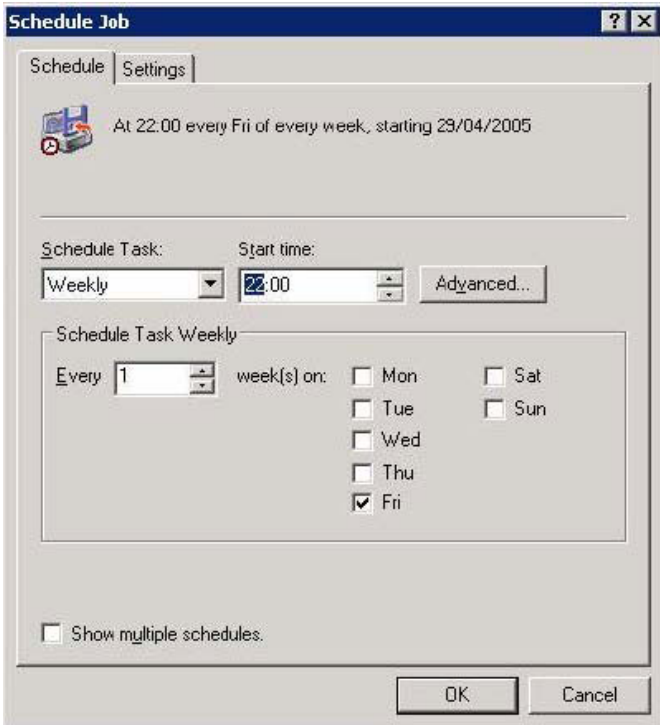 Schedule Job
Schedule Settings
At 22:00 every Fri of every week, starting 29/04/2005
Schedule Task: Start time:
Weekly 22:00 Advanced...
Schedule Task Weekly
Every 1 week(s) on: Mon Sat
Tue Sun
Wed
Thu
Fri
Show multiple schedules.
OK Cancel